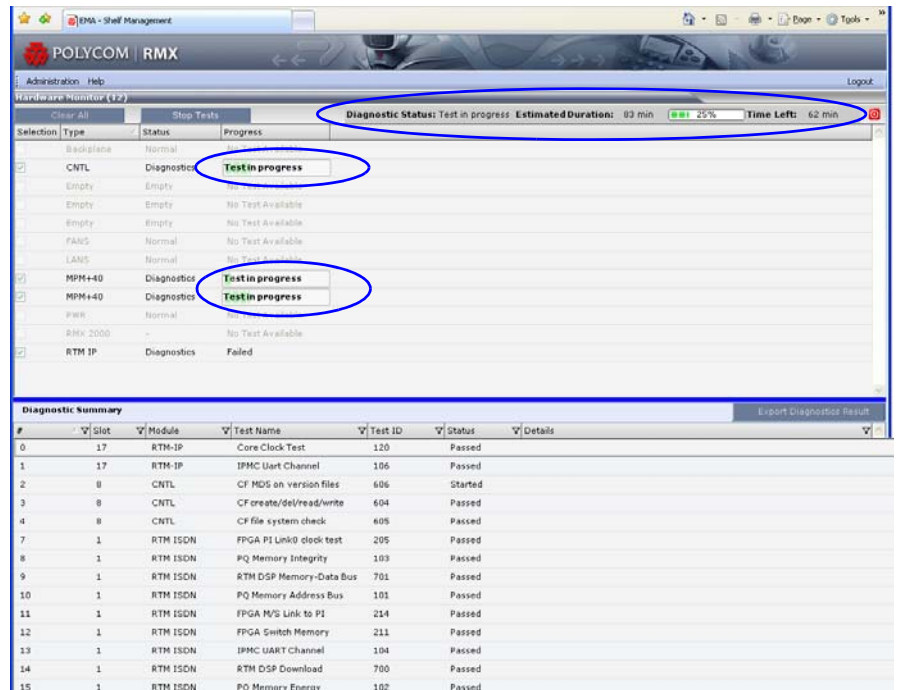 EMA - Shelf Management
Page
Tools
POLYCOM | RMX
Administration Help Logout
Hardware Monitor (12)
Clear All Stop Tests Diagnostic Status: Test in progress Estimated Duration: 83 min 25% Time Left: 62 min
Selection Type Status Progress
Backplane Normal No Test Available
CNTL Diagnostics Test in progress
Empty Empty No Test Available
Empty Empty No Test Available
Empty Empty No Test Available
FANS Normal No Test Available
LANS Normal No Test Available
MPM+40 Diagnostics Test in progress
MPM+40 Diagnostics Test in progress
PWR Normal No Test Available
RMX 2000 - No Test Available
RTM IP Diagnostics Failed
Diagnostic Summary Export Diagnostics Result
# Slot Module Test Name Test ID Status Details
0 17 RTM-IP Core Clock Test 120 Passed
1 17 RTM-IP IPMC Uart Channel 106 Passed
2 8 CNTL CF MD5 on version files 606 Started
3 8 CNTL CF create/del/read/write 604 Passed
4 8 CNTL CF file system check 605 Passed
7 1 RTM ISDN FPGA PI Link0 clock test 205 Passed
8 1 RTM ISDN PQ Memory Integrity 103 Passed
9 1 RTM ISDN RTM DSP Memory-Data Bus 701 Passed
10 1 RTM ISDN PQ Memory Address Bus 101 Passed
11 1 RTM ISDN FPGA M/S Link to PI 214 Passed
12 1 RTM ISDN FPGA Switch Memory 211 Passed
13 1 RTM ISDN IPMC UART Channel 104 Passed
14 1 RTM ISDN RTM DSP Download 700 Passed
15 1 RTM ISDN PQ Memory Energy 102 Passed